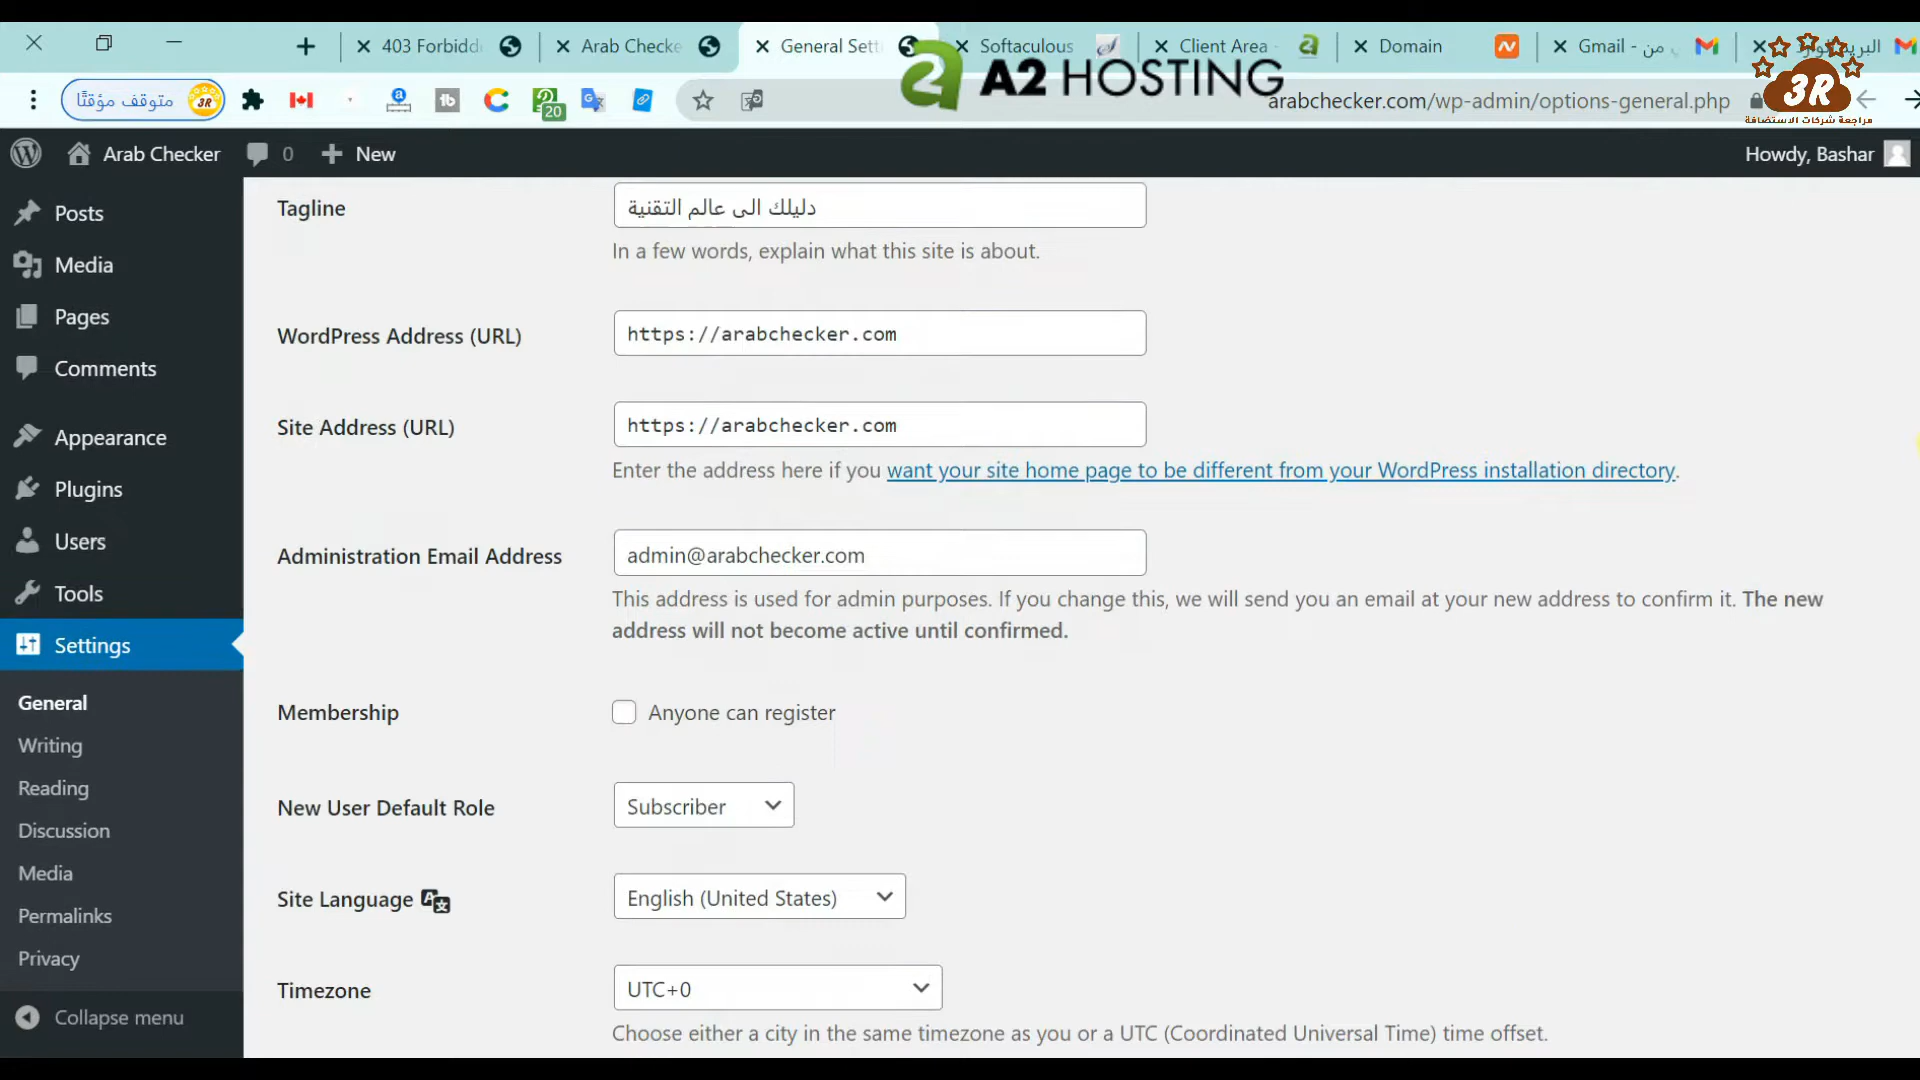 403 Forbidd
Arab Checke
General Sett
Softaculous
Client Area -
Domain
Gmail - من
متوقف مؤقتًا
20
A2 HOSTING
arabchecker.com/wp-admin/options-general.php
3R
مراجعة شركات الاستضافة
Arab Checker
0
New
Howdy, Bashar
Posts
Media
Pages
Comments
Appearance
Plugins
Users
Tools
Settings
General
Writing
Reading
Discussion
Media
Permalinks
Privacy
Collapse menu
Tagline
دليلك الى عالم التقنية
In a few words, explain what this site is about.
WordPress Address (URL)
https://arabchecker.com
Site Address (URL)
https://arabchecker.com
Enter the address here if you want your site home page to be different from your WordPress installation directory.
Administration Email Address
admin@arabchecker.com
This address is used for admin purposes. If you change this, we will send you an email at your new address to confirm it. The new
address will not become active until confirmed.
Membership
Anyone can register
New User Default Role
Subscriber
Site Language
English (United States)
Timezone
UTC+0
Choose either a city in the same timezone as you or a UTC (Coordinated Universal Time) time offset.